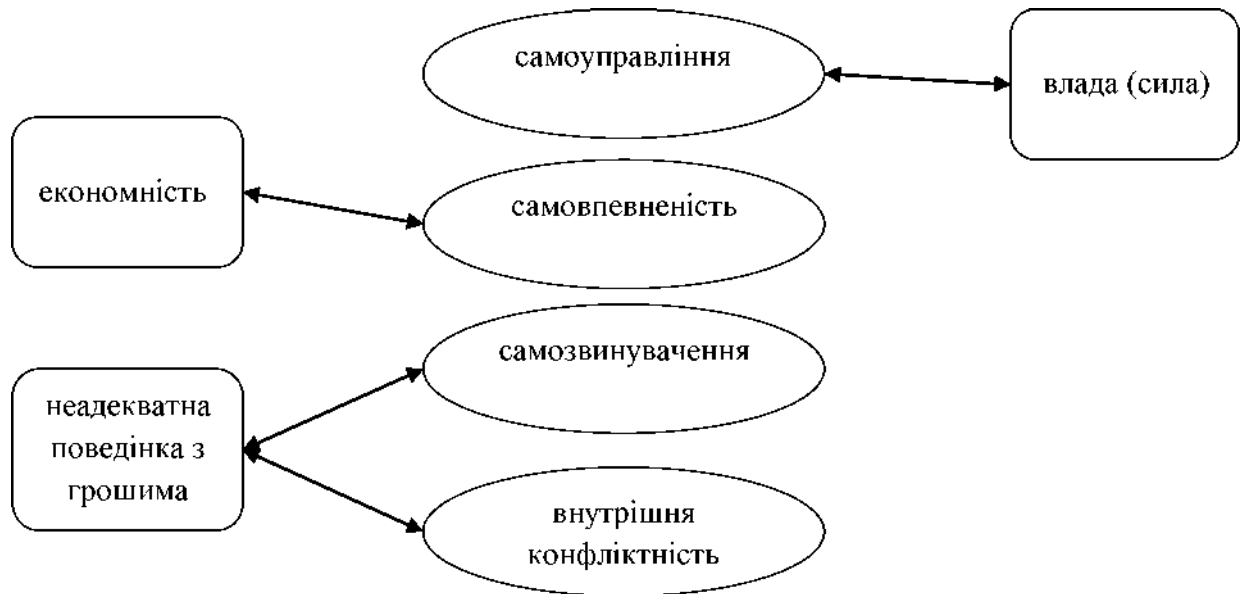 самоуправління
влада (сила)
економність
самовпевненість
самозвинувачення
неадекватна
поведінка з
грошима
внутрішня
конфліктність